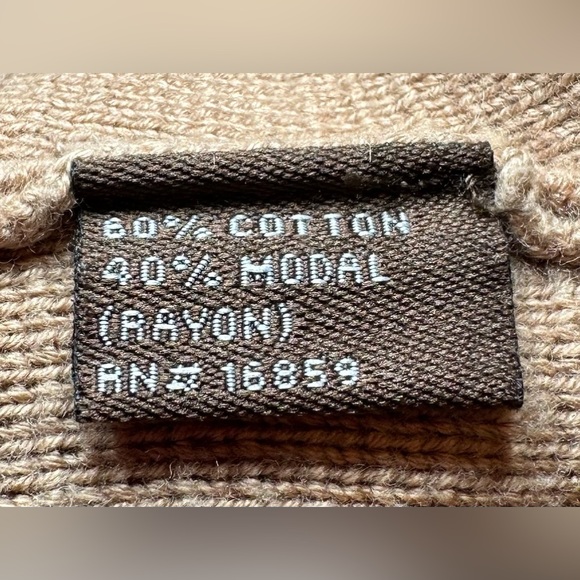 60% COTTON
40% MODAL
(RAYON)
RN# 16859